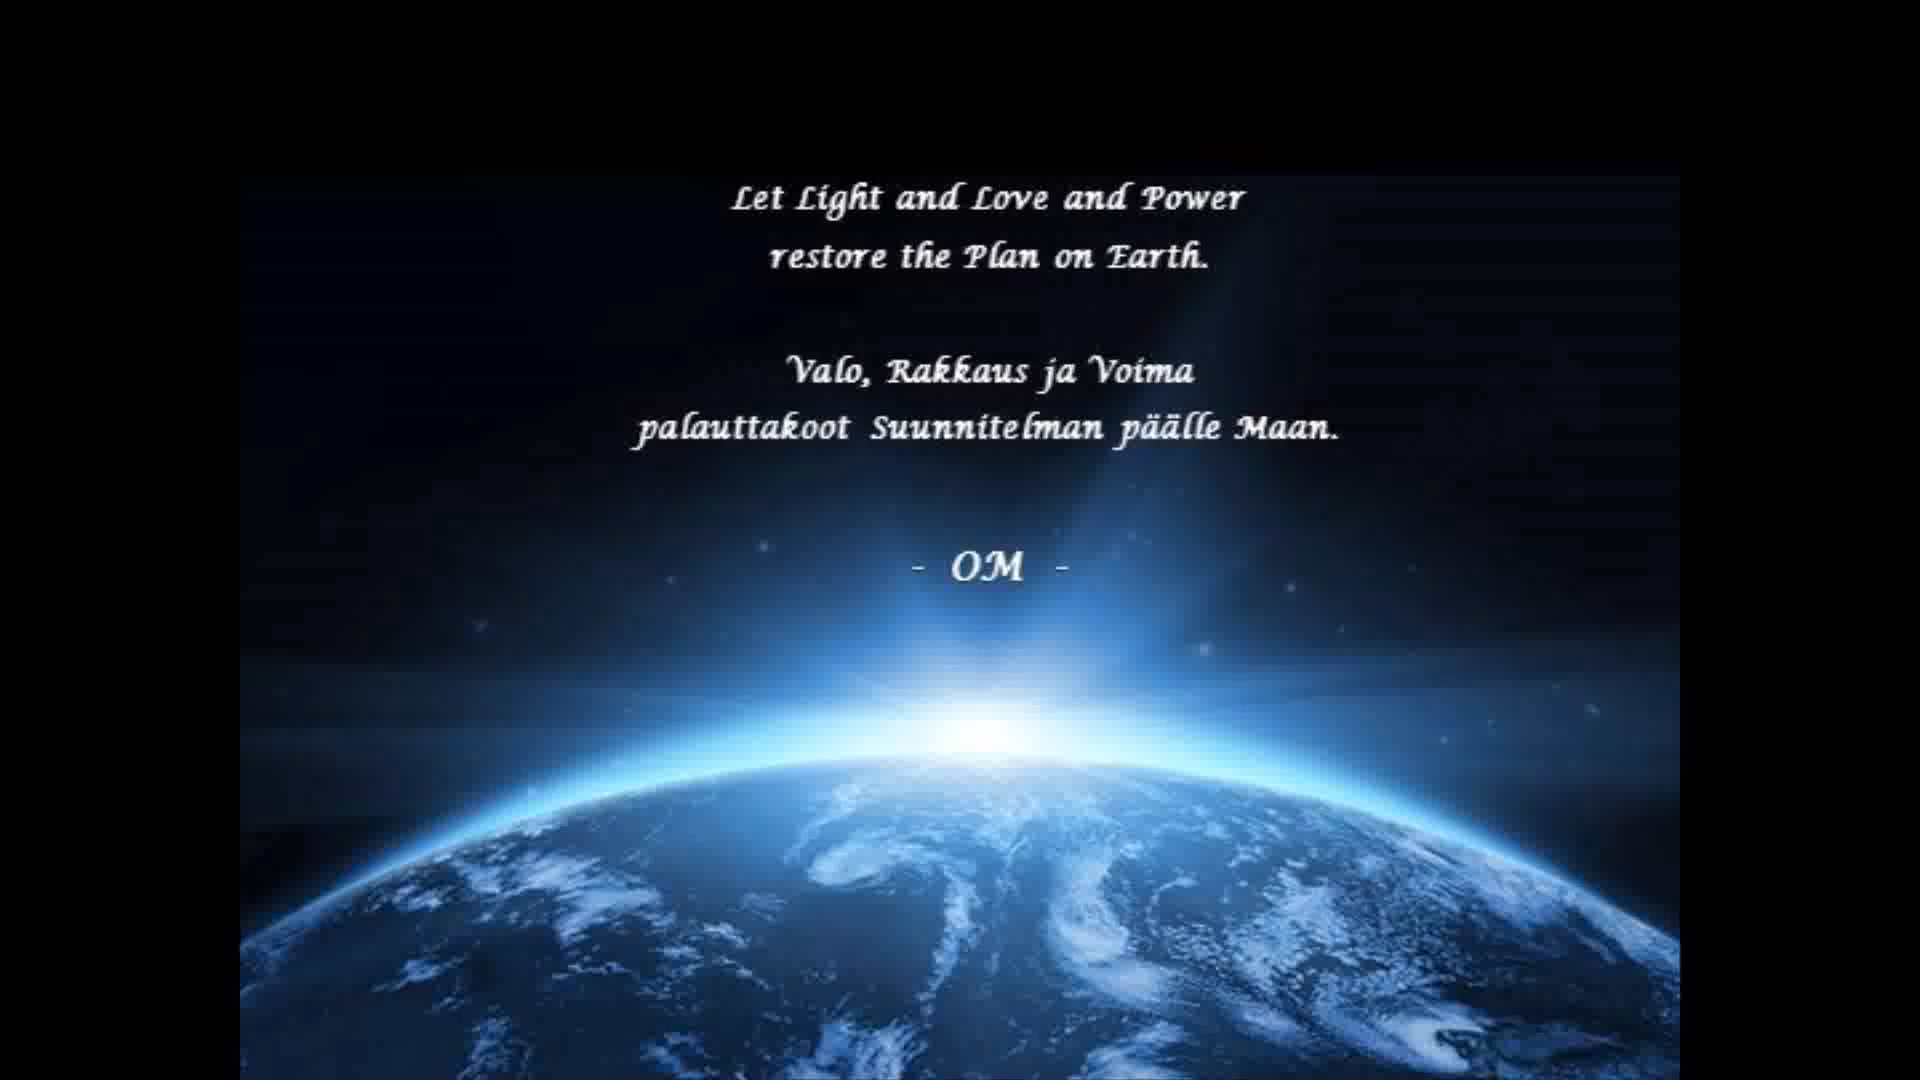 Let Light and Love and Power
restore the Plan on Earth.
Valo, Rakkaus ja Voima
palauttakoot Suunnitelman päälle Maan.
- OM -